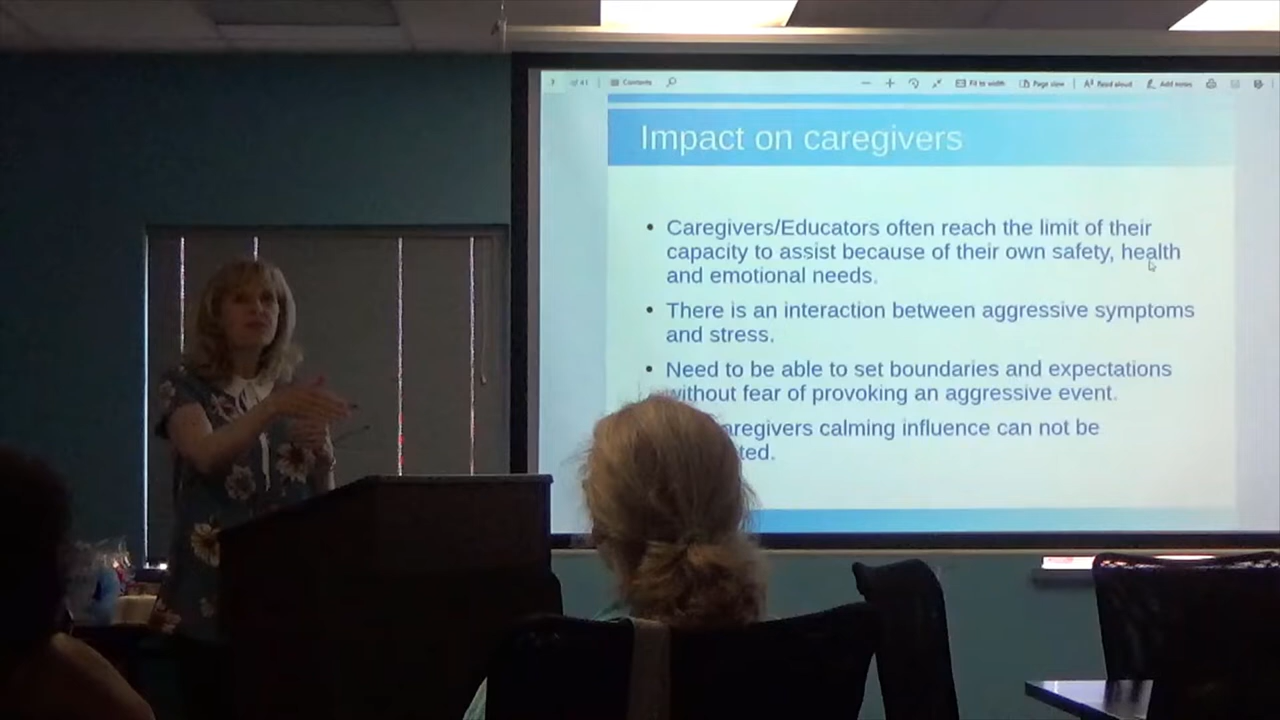 7 of 41 Contents Fit to width Page view Read aloud Add notes
Impact on caregivers
• Caregivers/Educators often reach the limit of their
capacity to assist because of their own safety, health
and emotional needs.
• There is an interaction between aggressive symptoms
and stress.
• Need to be able to set boundaries and expectations
without fear of provoking an aggressive event.
caregivers calming influence can not be